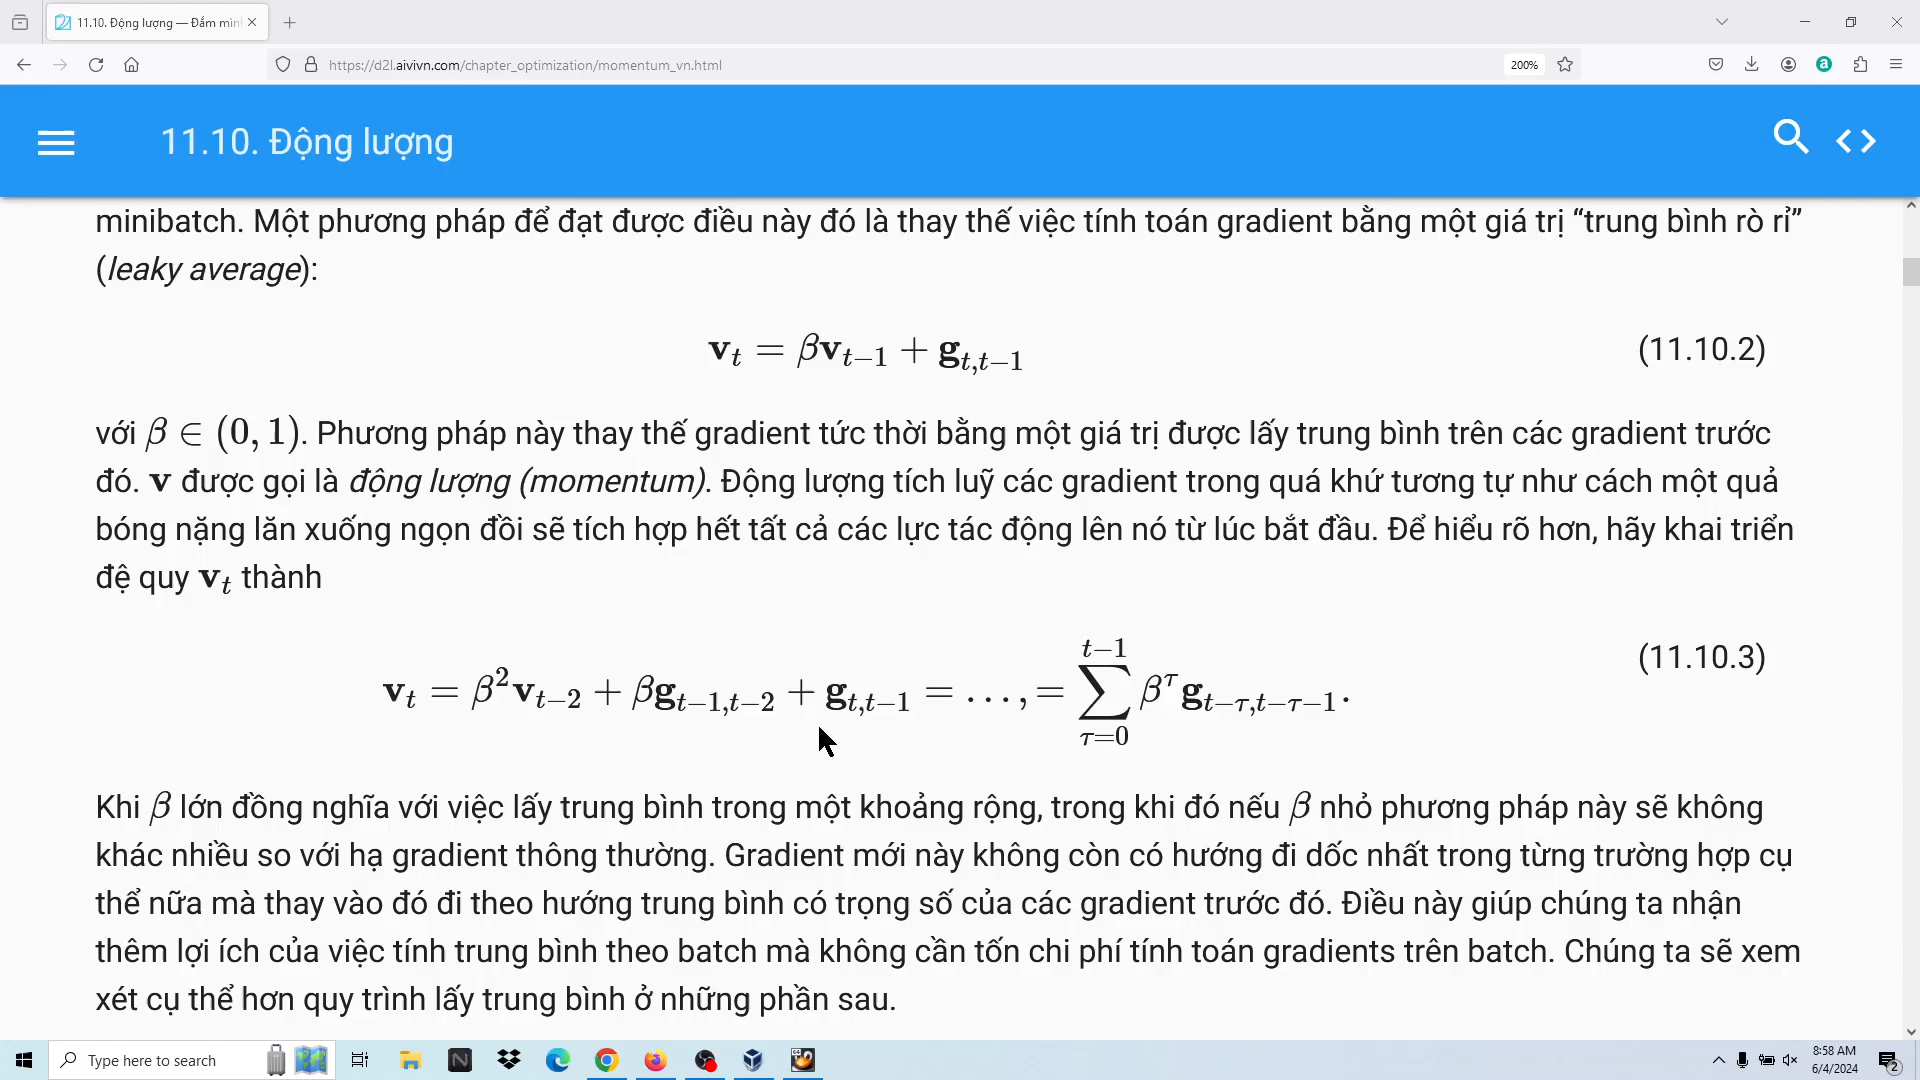 11.10. Động lượng — Đắm mìn
https://d2l.aivivn.com/chapter_optimization/momentum_vn.html
200%
a
11.10. Động lượng
minibatch. Một phương pháp để đạt được điều này đó là thay thế việc tính toán gradient bằng một giá trị “trung bình rò rỉ”
(leaky average):
v_t = βv_{t−1} + g_{t,t−1} (11.10.2)
với β ∈ (0, 1). Phương pháp này thay thế gradient tức thời bằng một giá trị được lấy trung bình trên các gradient trước
đó. v được gọi là động lượng (momentum). Động lượng tích luỹ các gradient trong quá khứ tương tự như cách một quả
bóng nặng lăn xuống ngọn đồi sẽ tích hợp hết tất cả các lực tác động lên nó từ lúc bắt đầu. Để hiểu rõ hơn, hãy khai triển
đệ quy v_t thành
v_t = β^2 v_{t−2} + βg_{t−1,t−2} + g_{t,t−1} = …, = ∑_{τ=0}^{t−1} β^τ g_{t−τ,t−τ−1}. (11.10.3)
Khi β lớn đồng nghĩa với việc lấy trung bình trong một khoảng rộng, trong khi đó nếu β nhỏ phương pháp này sẽ không
khác nhiều so với hạ gradient thông thường. Gradient mới này không còn có hướng đi dốc nhất trong từng trường hợp cụ
thể nữa mà thay vào đó đi theo hướng trung bình có trọng số của các gradient trước đó. Điều này giúp chúng ta nhận
thêm lợi ích của việc tính trung bình theo batch mà không cần tốn chi phí tính toán gradients trên batch. Chúng ta sẽ xem
xét cụ thể hơn quy trình lấy trung bình ở những phần sau.
Type here to search
8:58 AM
6/4/2024
2